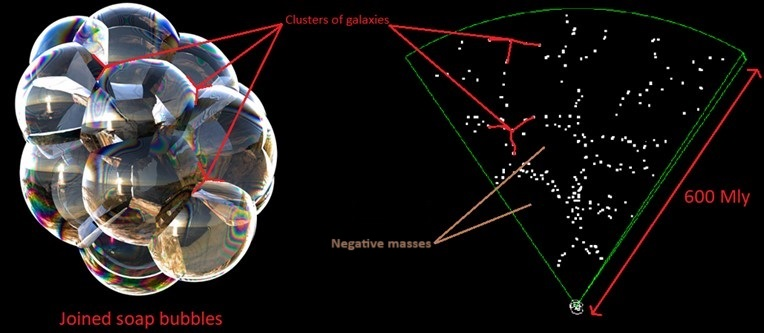 Clusters of galaxies
600 Mly
Negative masses
Joined soap bubbles